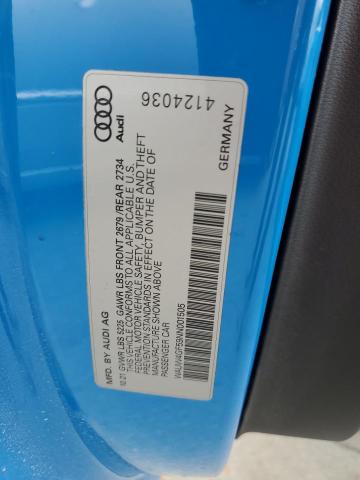 Audi
4124036
MFD. BY AUDI AG
GERMANY
10.21 GVWR LBS 5225 GAWR LBS FRONT 2679 /REAR 2734
THIS VEHICLE CONFORMS TO ALL APPLICABLE U.S.
FEDERAL MOTOR VEHICLE SAFETY, BUMPER AND THEFT
PREVENTION STANDARDS IN EFFECT ON THE DATE OF
MANUFACTURE SHOWN ABOVE
PASSENGER CAR
WAUW4GF59NN001505